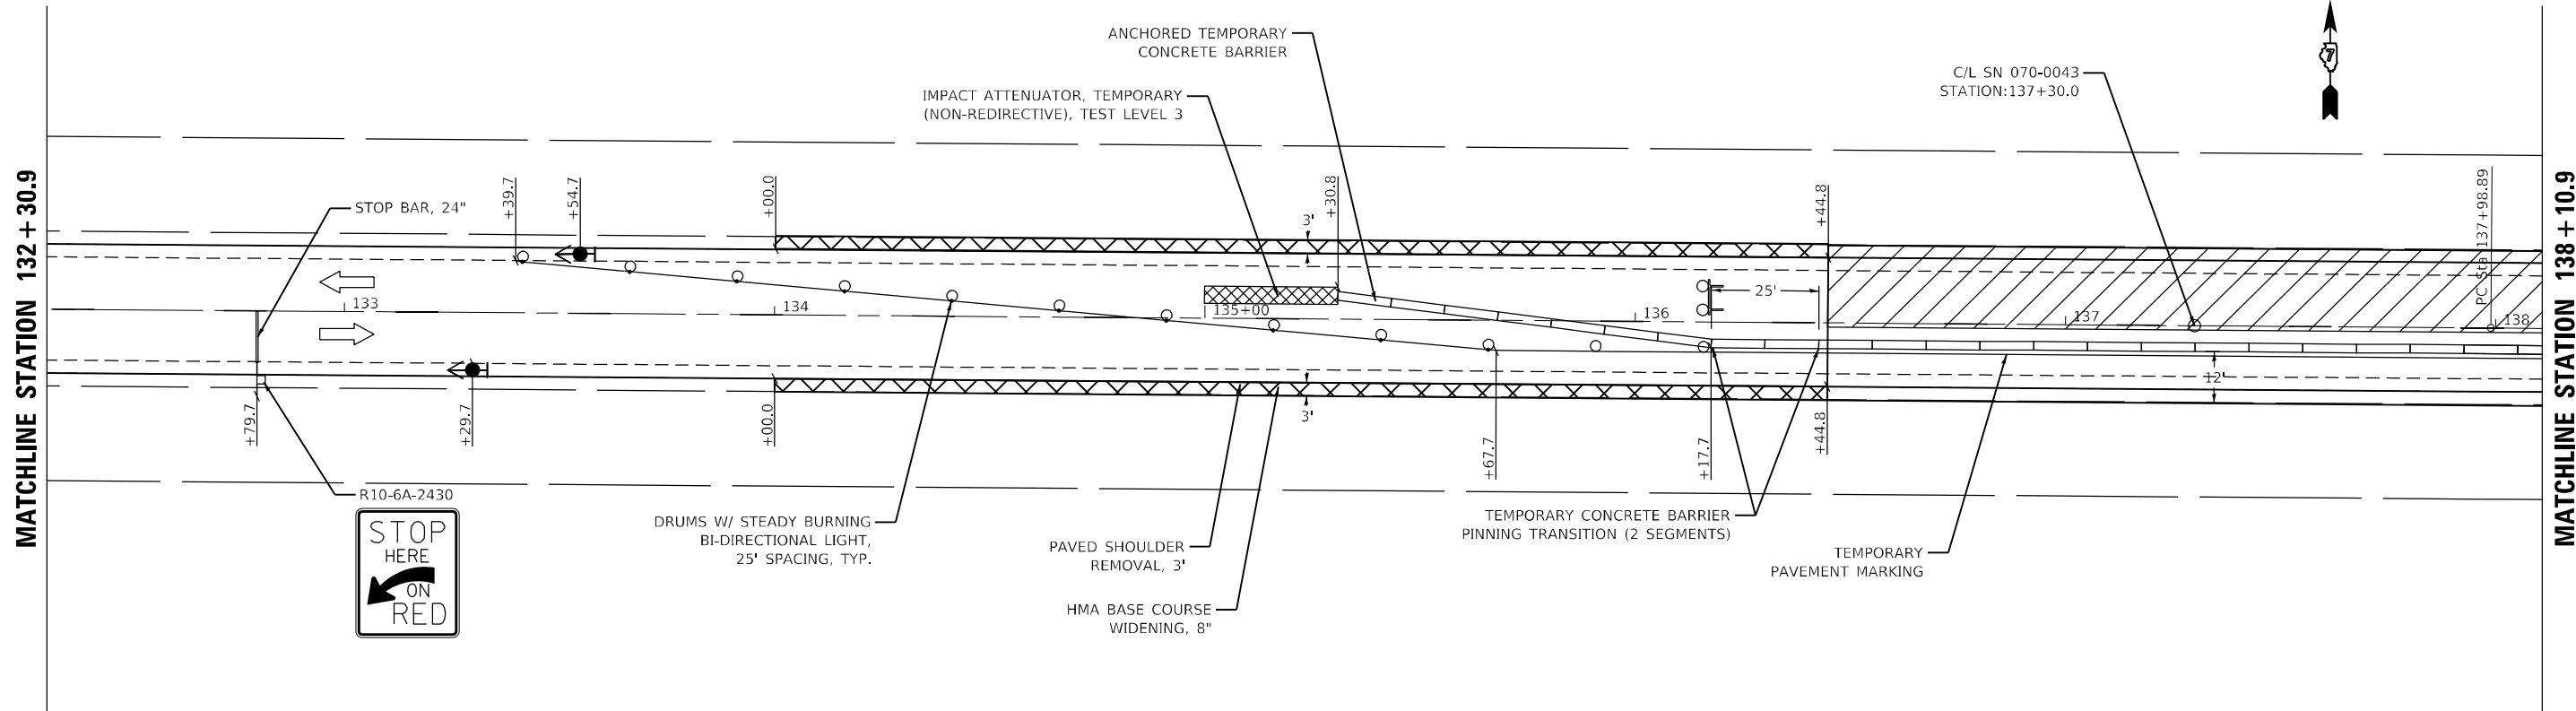 ANCHORED TEMPORARY
CONCRETE BARRIER
IMPACT ATTENUATOR, TEMPORARY
(NON-REDIRECTIVE), TEST LEVEL 3
C/L SN 070-0043
STATION:137+30.0
7
MATCHLINE STATION 132+30.9
STOP BAR, 24"
+39.7
+54.7
+00.0
3'
+30.8
+44.8
PC Sta 137+98.89
MATCHLINE STATION 138+10.9
133
134
135+00
25'
136
137
138
12'
+79.7
+29.7
+00.0
3'
+67.7
+17.7
+44.8
R10-6A-2430
STOP
HERE
ON
RED
DRUMS W/ STEADY BURNING
BI-DIRECTIONAL LIGHT,
25' SPACING, TYP.
PAVED SHOULDER
REMOVAL, 3'
HMA BASE COURSE
WIDENING, 8"
TEMPORARY CONCRETE BARRIER
PINNING TRANSITION (2 SEGMENTS)
TEMPORARY
PAVEMENT MARKING